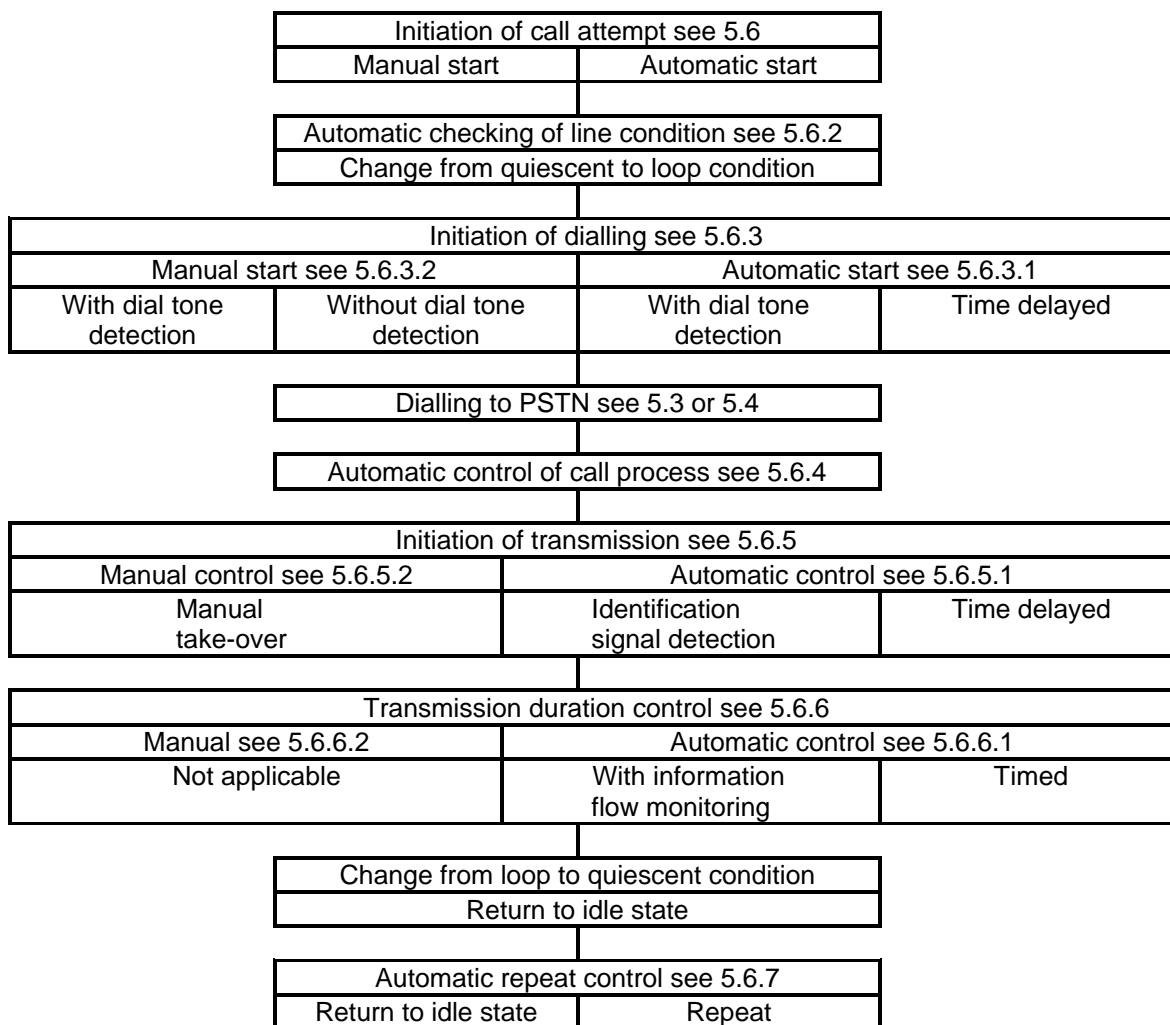 Initiation of call attempt see 5.6
Manual start Automatic start
Automatic checking of line condition see 5.6.2
Change from quiescent to loop condition
Initiation of dialling see 5.6.3
Manual start see 5.6.3.2 Automatic start see 5.6.3.1
With dial tone
detection
Without dial tone
detection
With dial tone
detection
Time delayed
Dialling to PSTN see 5.3 or 5.4
Automatic control of call process see 5.6.4
Initiation of transmission see 5.6.5
Manual control see 5.6.5.2 Automatic control see 5.6.5.1
Manual
take-over
Identification
signal detection
Time delayed
Transmission duration control see 5.6.6
Manual see 5.6.6.2 Automatic control see 5.6.6.1
Not applicable
With information
flow monitoring
Timed
Change from loop to quiescent condition
Return to idle state
Automatic repeat control see 5.6.7
Return to idle state Repeat